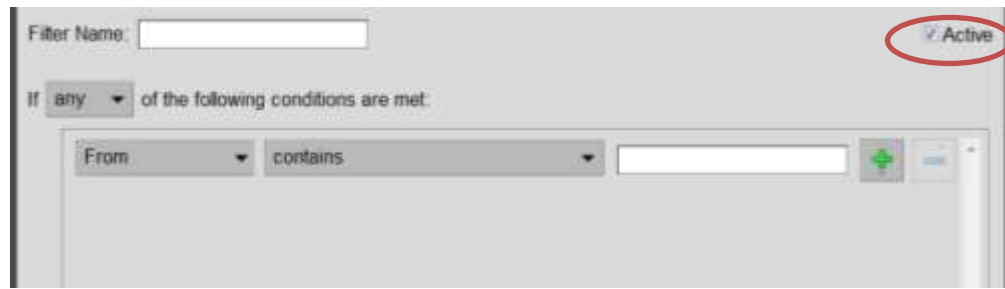 Filter Name: Active
If any of the following conditions are met:
From contains